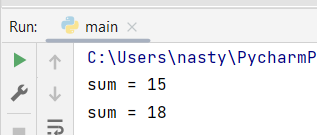 Run: main
C:\Users\nasty\PycharmP
sum = 15
sum = 18